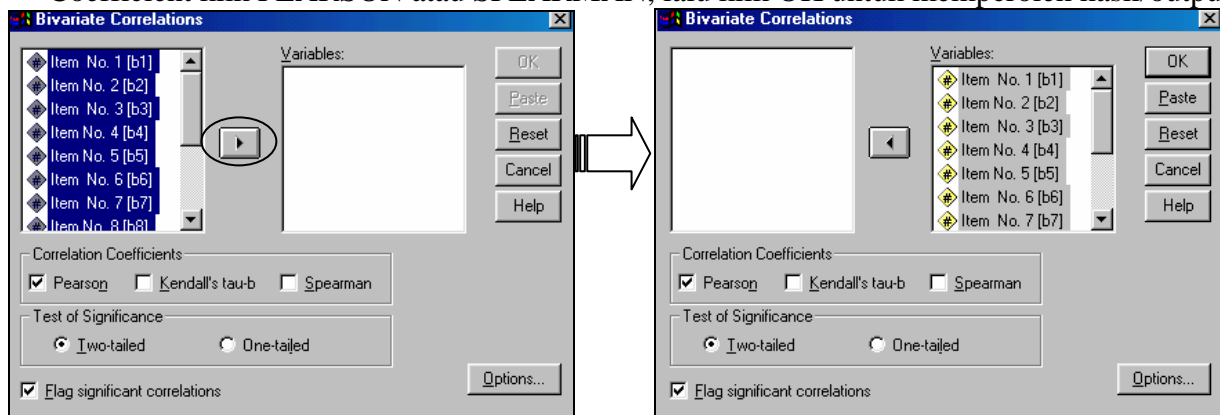 Coefficient klik PEARSON atau SPEARMAN, lalu klik OK untuk memperoleh hasil/outpu
Bivariate Correlations
Item No. 1 [b1]
Item No. 2 [b2]
Item No. 3 [b3]
Item No. 4 [b4]
Item No. 5 [b5]
Item No. 6 [b6]
Item No. 7 [b7]
Item No. 8 [b8]
Variables:
OK
Paste
Reset
Cancel
Help
Correlation Coefficients
Pearson Kendall's tau-b Spearman
Test of Significance
Two-tailed One-tailed
Flag significant correlations
Options...
Bivariate Correlations
Variables:
Item No. 1 [b1]
Item No. 2 [b2]
Item No. 3 [b3]
Item No. 4 [b4]
Item No. 5 [b5]
Item No. 6 [b6]
Item No. 7 [b7]
OK
Paste
Reset
Cancel
Help
Correlation Coefficients
Pearson Kendall's tau-b Spearman
Test of Significance
Two-tailed One-tailed
Flag significant correlations
Options...